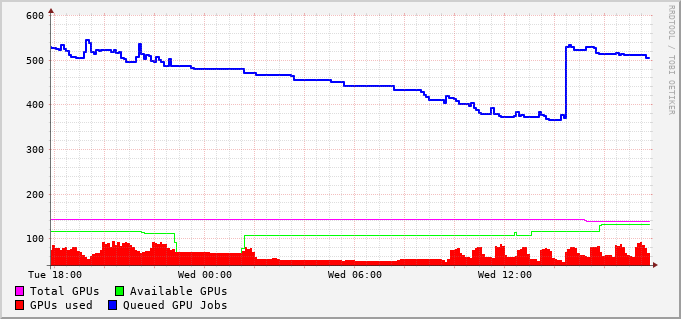 600
500
400
300
200
100
Tue 18:00 Wed 00:00 Wed 06:00 Wed 12:00
Total GPUs Available GPUs
GPUs used Queued GPU Jobs
RRDTOOL / TOBI OETIKER